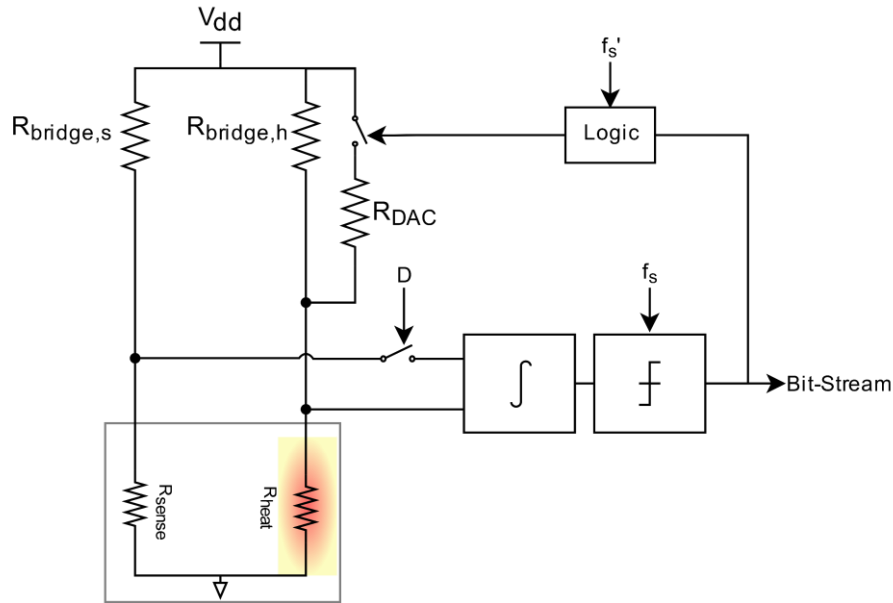 Vdd
fs'
Rbridge,s
Rbridge,h
Logic
RDAC
D
fs
∫
Bit-Stream
Rsense
Rheat